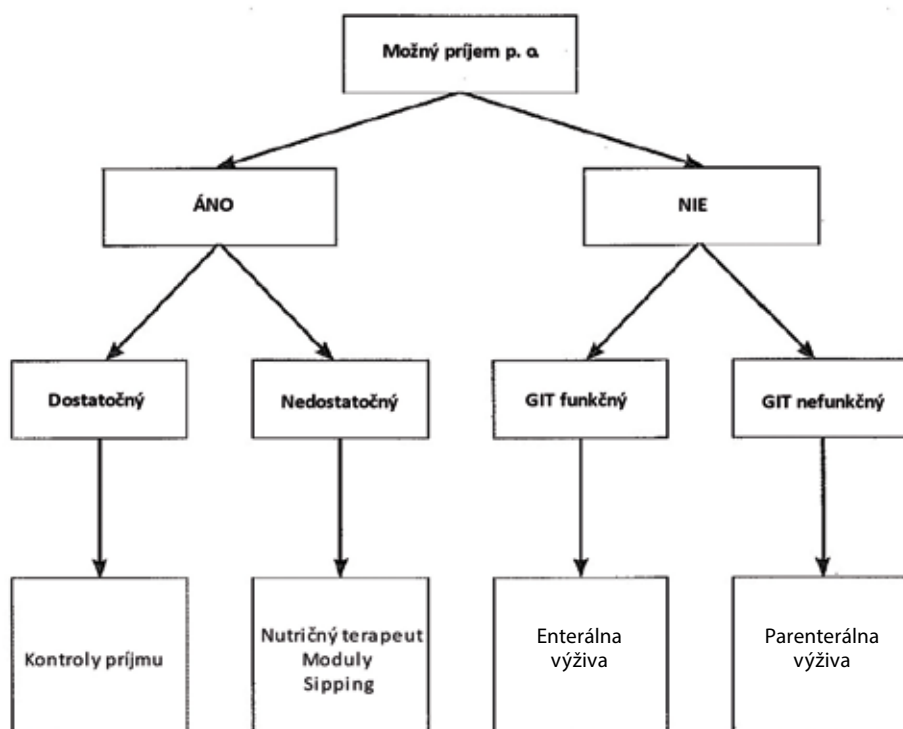 Možný príjem p. o.
ÁNO
NIE
Dostatočný
Nedostatočný
GIT funkčný
GIT nefunkčný
Kontroly príjmu
Nutričný terapeut
Moduly
Sipping
Enterálna
výživa
Parenterálna
výživa